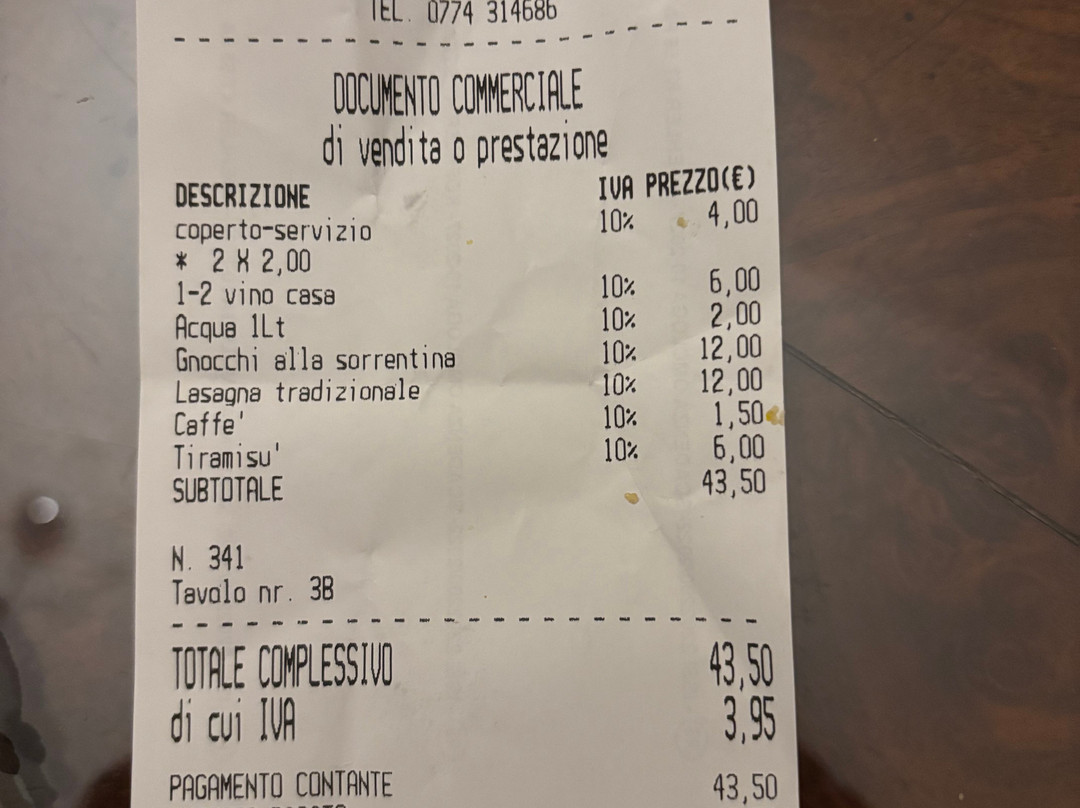 TEL. 0774 314686
DOCUMENTO COMMERCIALE
di vendita o prestazione
DESCRIZIONE IVA PREZZO(€)
coperto-servizio 10% 4,00
* 2 X 2,00
1-2 vino casa 10% 6,00
Acqua 1Lt 10% 2,00
Gnocchi alla sorrentina 10% 12,00
Lasagna tradizionale 10% 12,00
Caffe' 10% 1,50
Tiramisu' 10% 6,00
SUBTOTALE 43,50
N. 341
Tavolo nr. 3B
TOTALE COMPLESSIVO 43,50
di cui IVA 3,95
PAGAMENTO CONTANTE 43,50